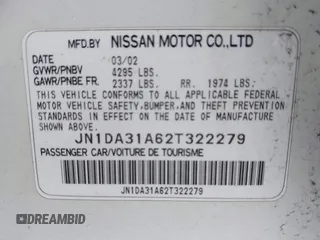 MFD.BY NISSAN MOTOR CO.,LTD
DATE 03/02
GVWR/PNBV 4295 LBS.
GAWR/PNBE FR. 2337 LBS. RR. 1974 LBS.
THIS VEHICLE CONFORMS TO ALL APPLICABLE
FEDERAL MOTOR VEHICLE SAFETY,BUMPER,AND THEFT PREVENTION
STANDARDS IN EFFECT ON THE DATE OF MANUFACTURE
SHOWN ABOVE.
JN1DA31A62T322279
PASSENGER CAR/VOITURE DE TOURISME
JN1DA31A62T322279
DREAMBID